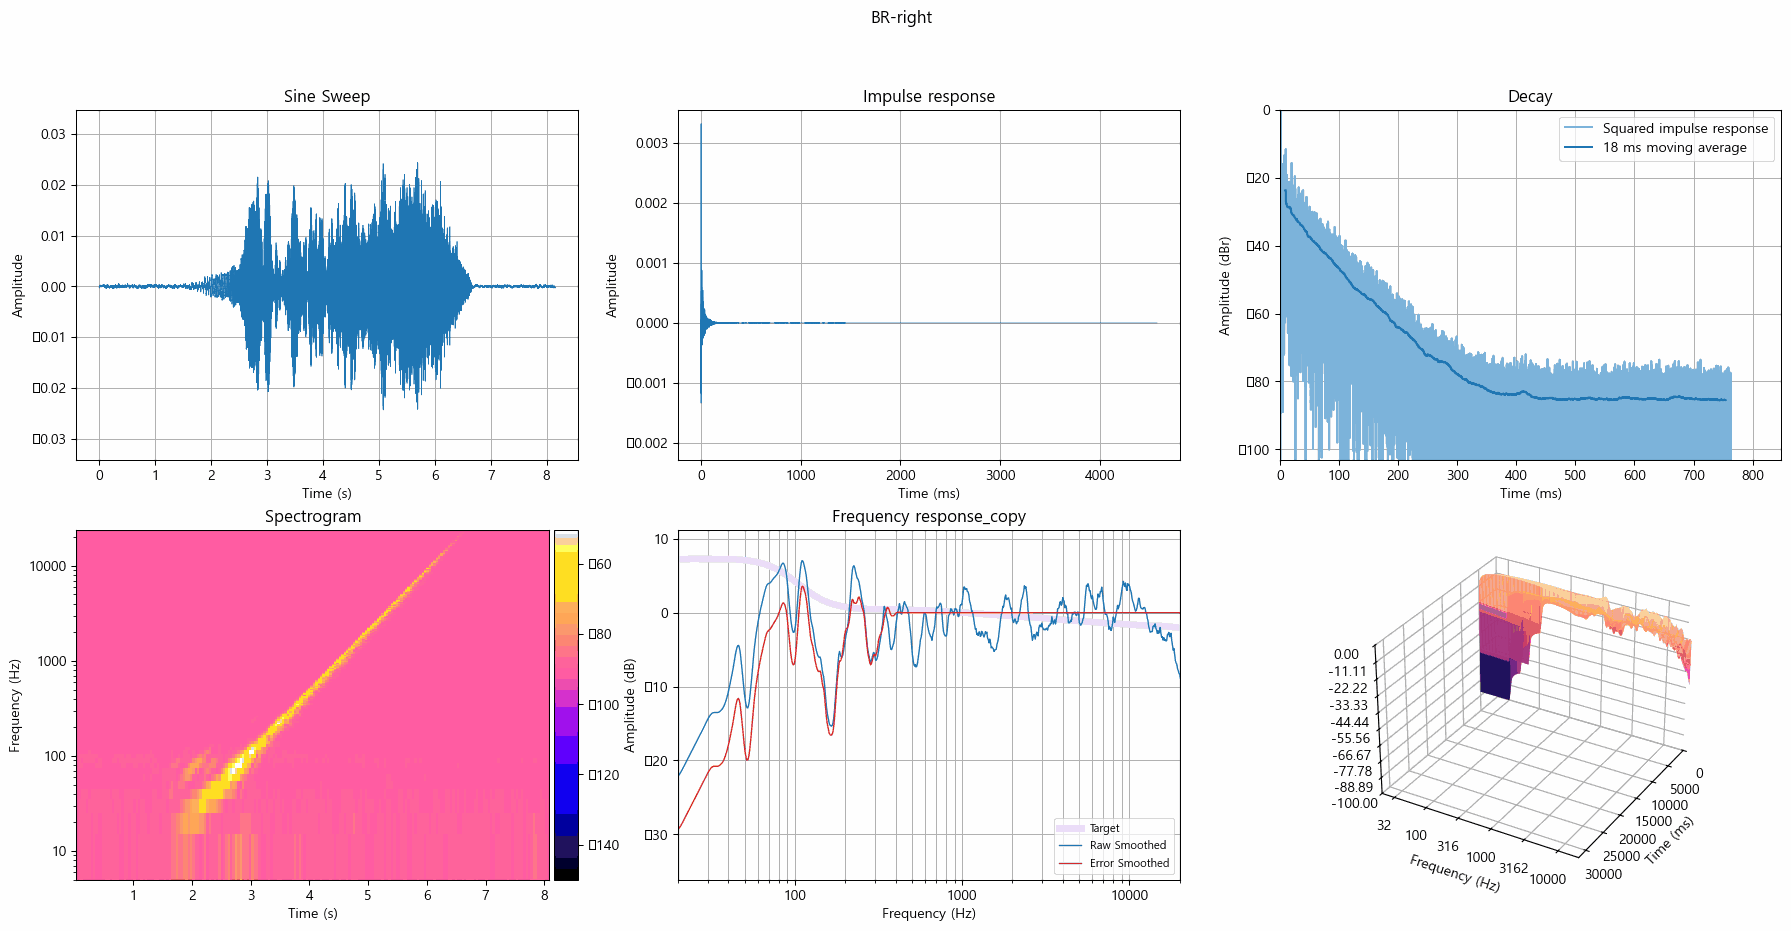 BR-right
Sine Sweep
Amplitude
0.03
0.02
0.01
0.00
▯0.01
▯0.02
▯0.03
0 1 2 3 4 5 6 7 8
Time (s)
Impulse response
Amplitude
0.003
0.002
0.001
0.000
▯0.001
▯0.002
0 1000 2000 3000 4000
Time (ms)
Decay
Squared impulse response
18 ms moving average
Amplitude (dBr)
0
▯20
▯40
▯60
▯80
▯100
0 100 200 300 400 500 600 700 800
Time (ms)
Spectrogram
Frequency (Hz)
10000
1000
100
10
1 2 3 4 5 6 7 8
Time (s)
▯60
▯80
▯100
▯120
▯140
Frequency response_copy
Amplitude (dB)
10
0
▯10
▯20
▯30
Target
Raw Smoothed
Error Smoothed
100 1000 10000
Frequency (Hz)
0.00
-11.11
-22.22
-33.33
-44.44
-55.56
-66.67
-77.78
-88.89
-100.00
32
100
316
1000
3162
10000
Frequency (Hz)
0
5000
10000
15000
20000
25000
30000
Time (ms)